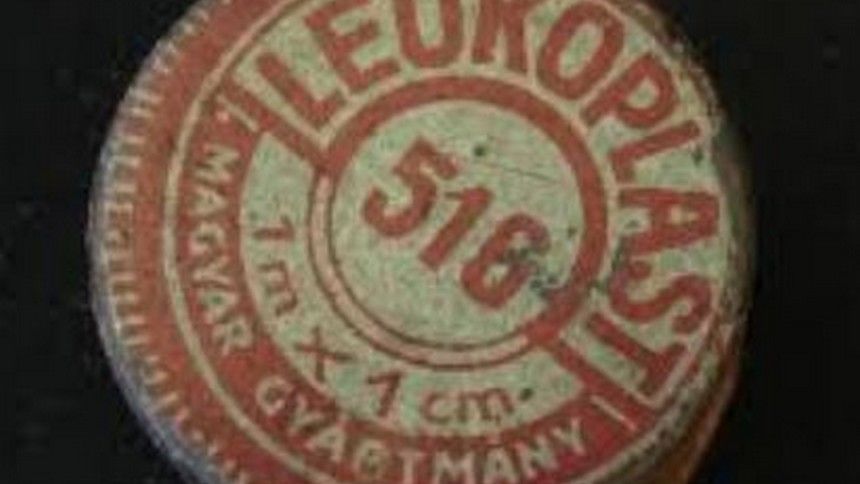 LEUKOPLAST
516
1 m x 1 cm
MAGYAR GYÁRTMÁNY